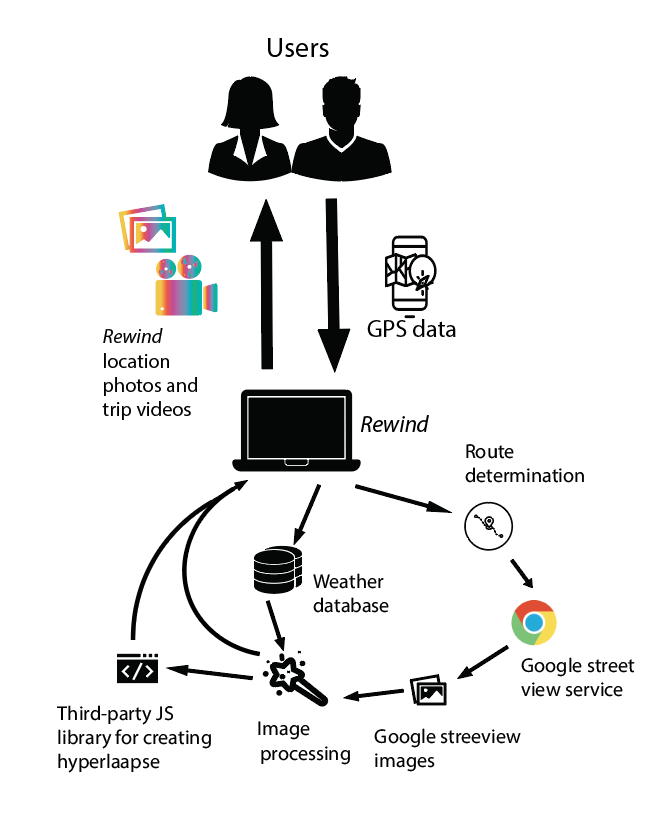 Users
GPS data
Rewind
location
photos and
trip videos
Rewind
Route
determination
Weather
database
Google street
view service
Third-party JS
library for creating
hyperlaapse
</>
Image
processing
Google streeview
images